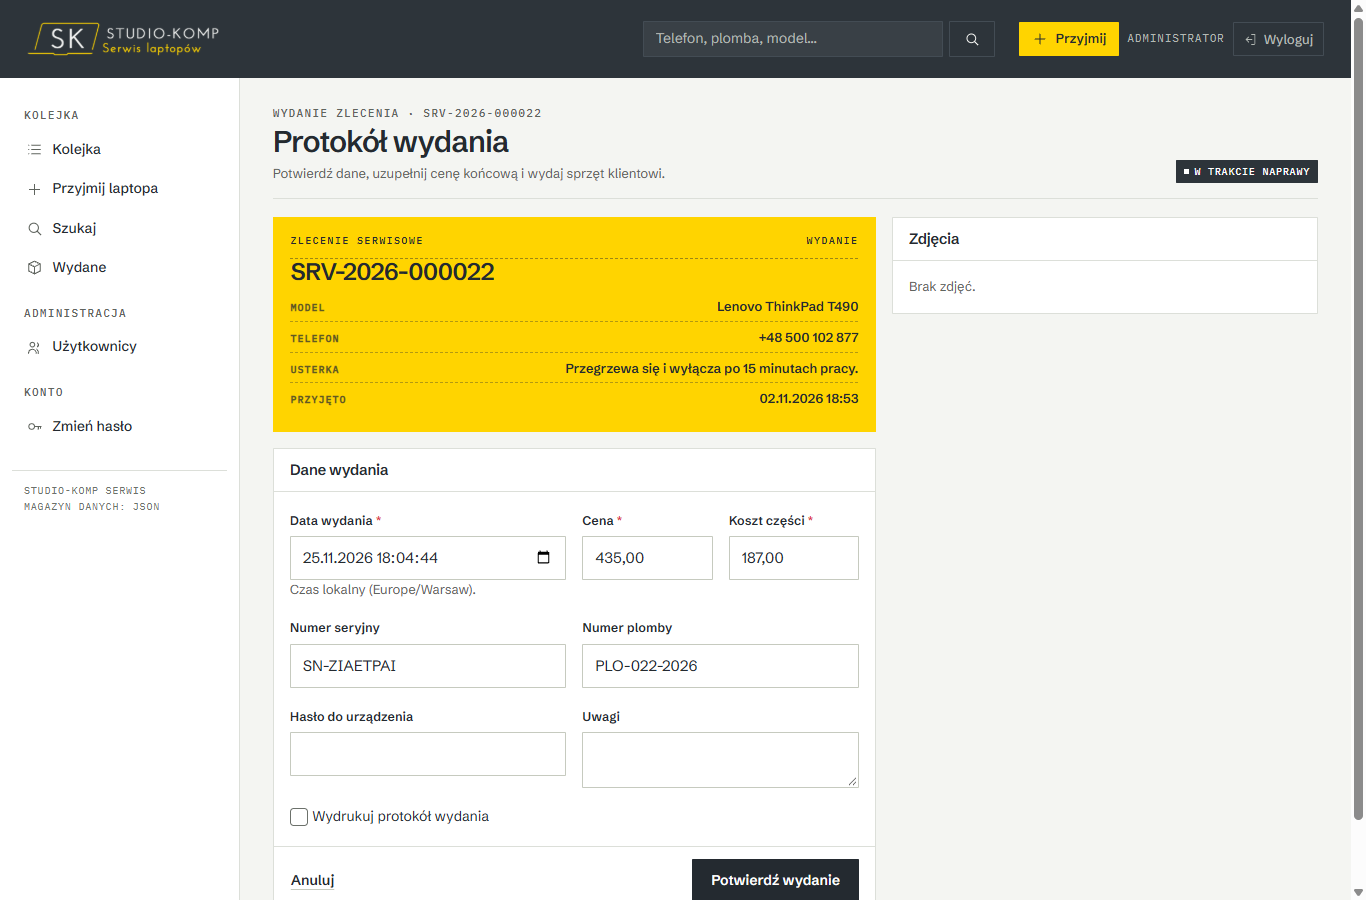 SK STUDIO-KOMP
Serwis laptopów
Telefon, plomba, model...
Przyjmij
ADMINISTRATOR
Wyloguj
KOLEJKA
Kolejka
Przyjmij laptopa
Szukaj
Wydane
ADMINISTRACJA
Użytkownicy
KONTO
Zmień hasło
STUDIO-KOMP SERWIS
MAGAZYN DANYCH: JSON
WYDANIE ZLECENIA · SRV-2026-000022
Protokół wydania
Potwierdź dane, uzupełnij cenę końcową i wydaj sprzęt klientowi.
W TRAKCIE NAPRAWY
ZLECENIE SERWISOWE WYDANIE
SRV-2026-000022
MODEL Lenovo ThinkPad T490
TELEFON +48 500 102 877
USTERKA Przegrzewa się i wyłącza po 15 minutach pracy.
PRZYJĘTO 02.11.2026 18:53
Zdjęcia
Brak zdjęć.
Dane wydania
Data wydania * Cena * Koszt części *
25.11.2026 18:04:44 435,00 187,00
Czas lokalny (Europe/Warsaw).
Numer seryjny Numer plomby
SN-ZIAETPAI PLO-022-2026
Hasło do urządzenia Uwagi
Wydrukuj protokół wydania
Anuluj Potwierdź wydanie